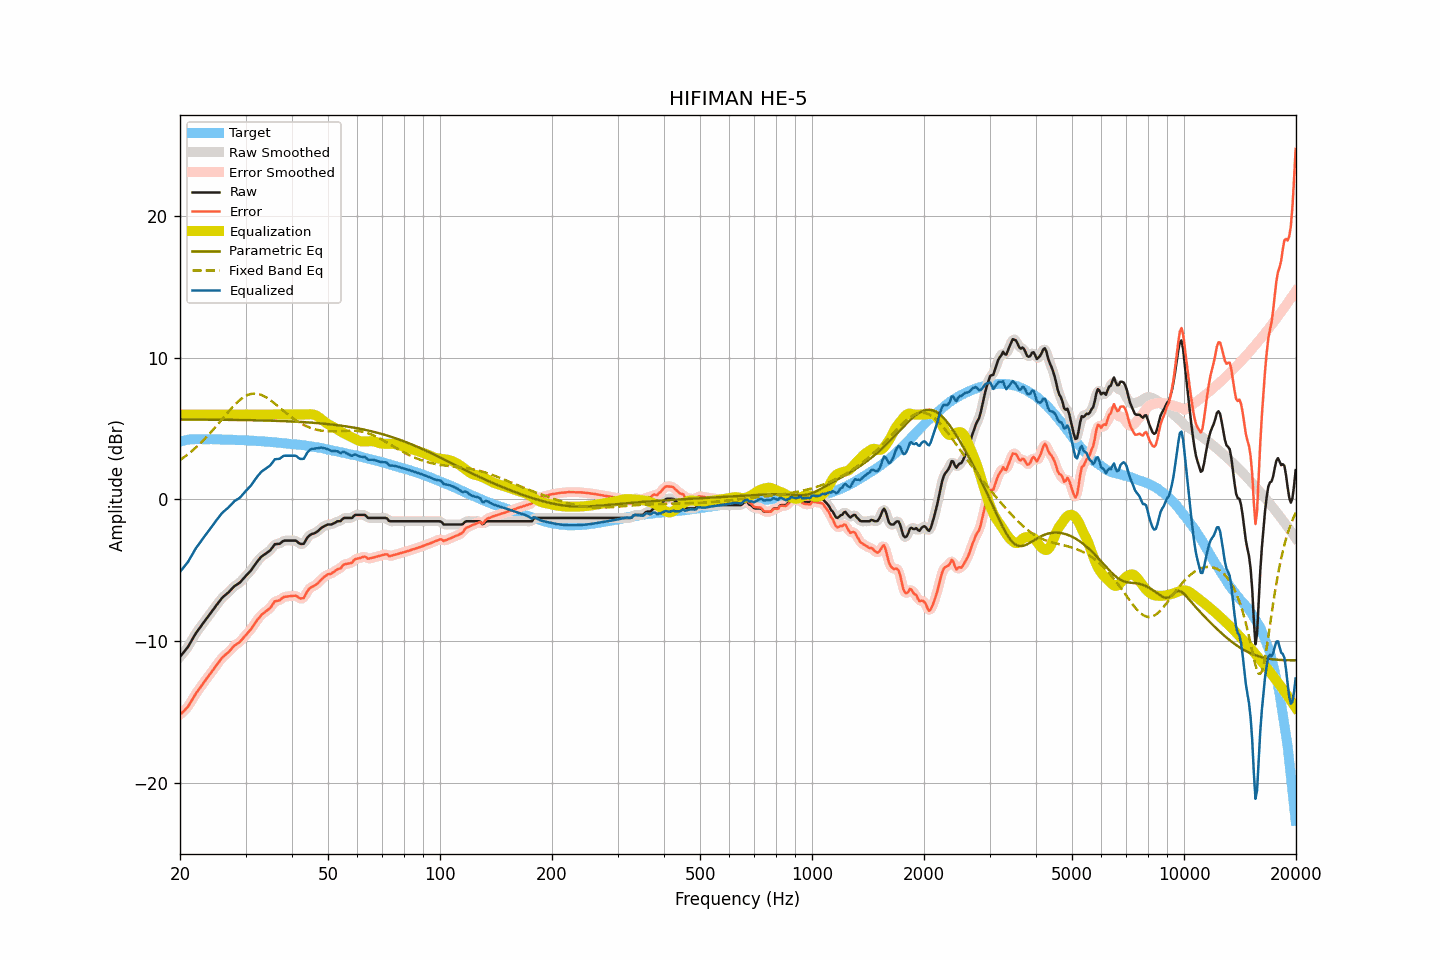 HIFIMAN HE-5
Target
Raw Smoothed
Error Smoothed
Raw
Error
Equalization
Parametric Eq
Fixed Band Eq
Equalized
Amplitude (dBr)
20
10
0
−10
−20
20 50 100 200 500 1000 2000 5000 10000 20000
Frequency (Hz)